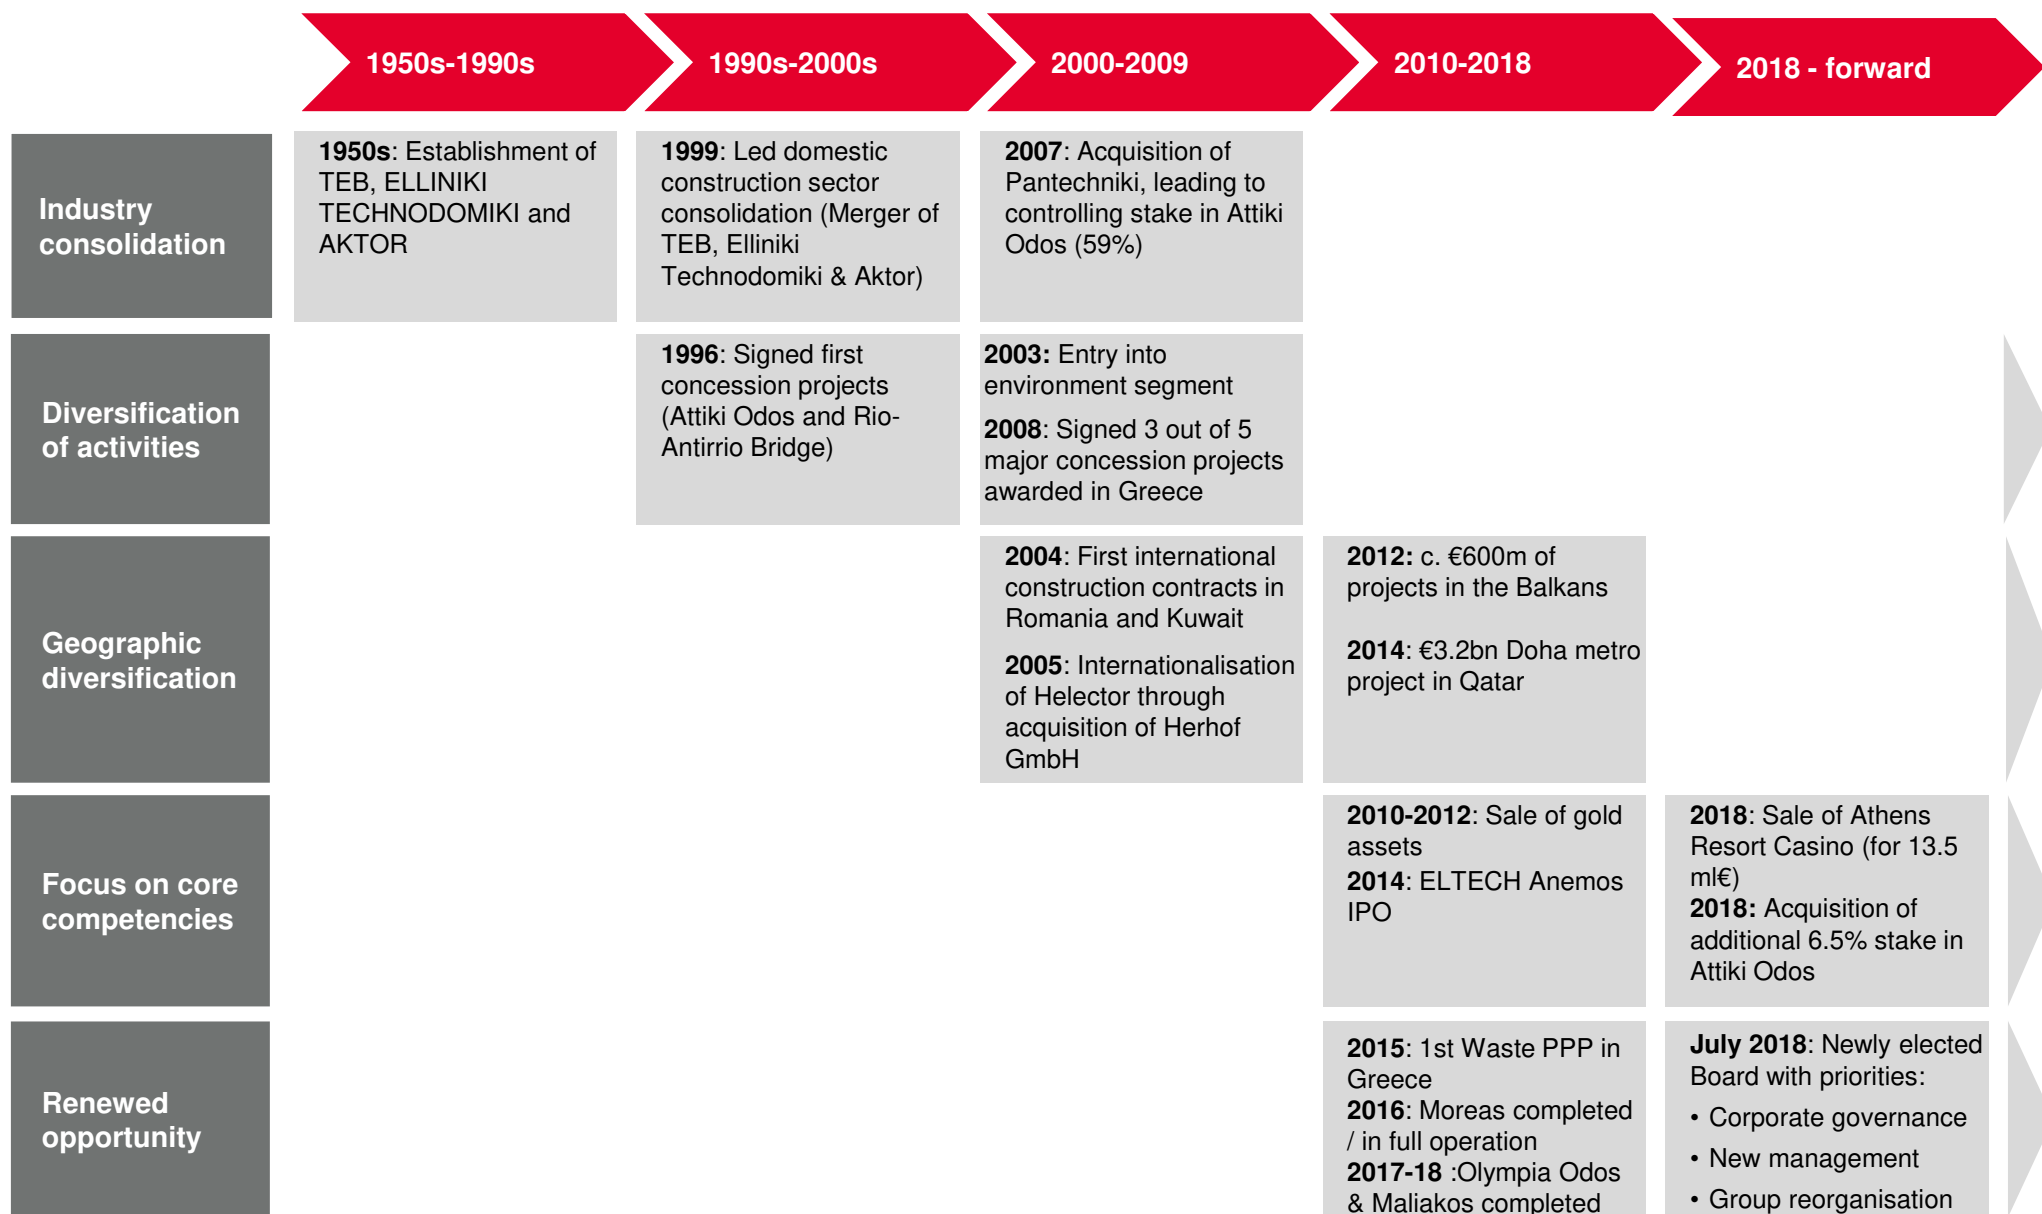 1950s-1990s
1990s-2000s
2000-2009
2010-2018
2018 - forward
Industry
consolidation
1950s: Establishment of
TEB, ELLINIKI
TECHNODOMIKI and
AKTOR
1999: Led domestic
construction sector
consolidation (Merger of
TEB, Elliniki
Technodomiki & Aktor)
2007: Acquisition of
Pantechniki, leading to
controlling stake in Attiki
Odos (59%)
Diversification
of activities
1996: Signed first
concession projects
(Attiki Odos and Rio-
Antirrio Bridge)
2003: Entry into
environment segment
2008: Signed 3 out of 5
major concession projects
awarded in Greece
Geographic
diversification
2004: First international
construction contracts in
Romania and Kuwait
2005: Internationalisation
of Helector through
acquisition of Herhof
GmbH
2012: c. €600m of
projects in the Balkans
2014: €3.2bn Doha metro
project in Qatar
Focus on core
competencies
2010-2012: Sale of gold
assets
2014: ELTECH Anemos
IPO
2018: Sale of Athens
Resort Casino (for 13.5
ml€)
2018: Acquisition of
additional 6.5% stake in
Attiki Odos
Renewed
opportunity
2015: 1st Waste PPP in
Greece
2016: Moreas completed
/ in full operation
2017-18 :Olympia Odos
& Maliakos completed
July 2018: Newly elected
Board with priorities:
• Corporate governance
• New management
• Group reorganisation